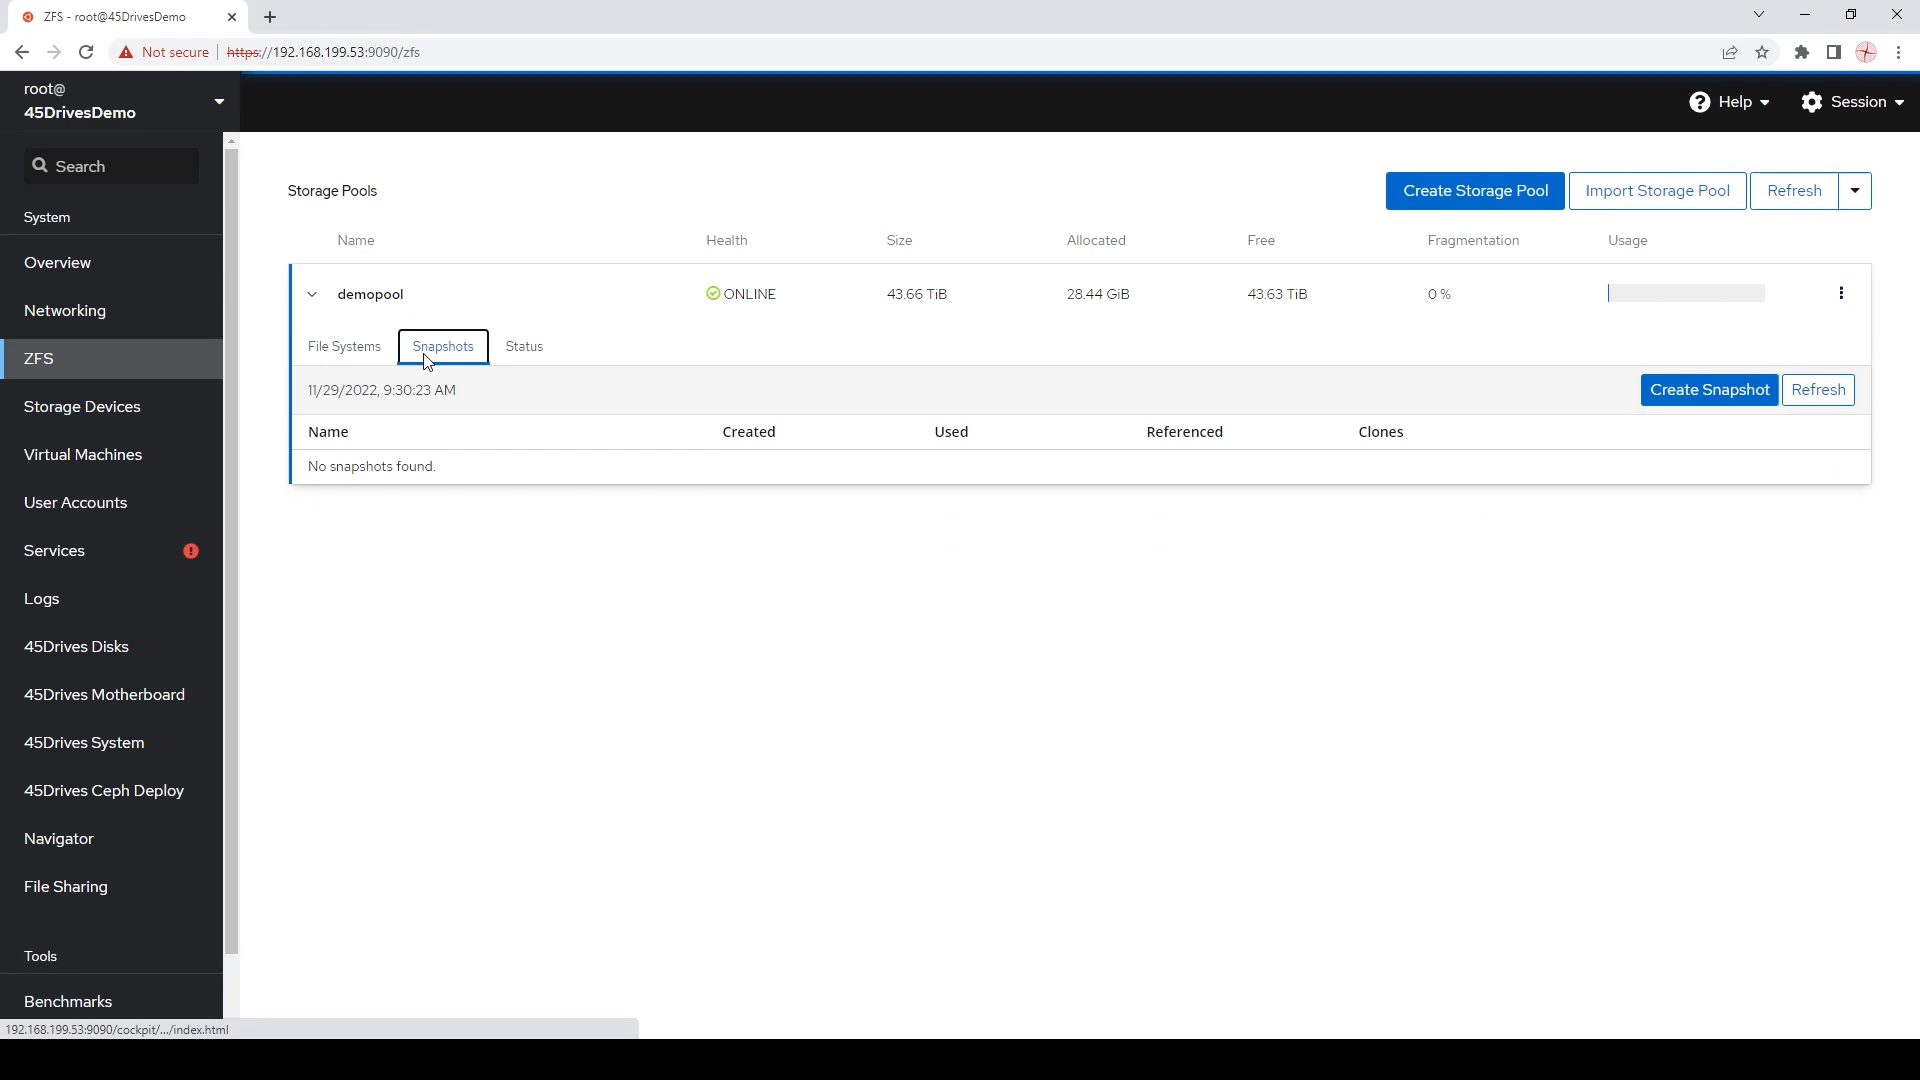 ZFS - root@45DrivesDemo
Not secure https://192.168.199.53:9090/zfs
root@
45DrivesDemo
Help
Session
Search
System
Overview
Networking
ZFS
Storage Devices
Virtual Machines
User Accounts
Services
Logs
45Drives Disks
45Drives Motherboard
45Drives System
45Drives Ceph Deploy
Navigator
File Sharing
Tools
Benchmarks
Storage Pools
Create Storage Pool
Import Storage Pool
Refresh
Name Health Size Allocated Free Fragmentation Usage
demopool ONLINE 43.66 TiB 28.44 GiB 43.63 TiB 0 %
File Systems Snapshots Status
11/29/2022, 9:30:23 AM
Create Snapshot Refresh
Name Created Used Referenced Clones
No snapshots found.
192.168.199.53:9090/cockpit/.../index.html